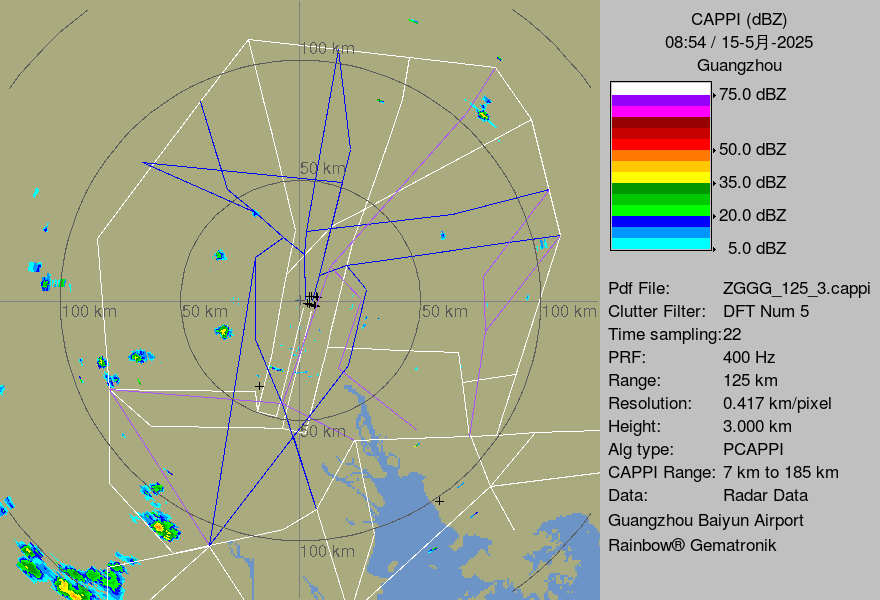 CAPPI (dBZ)
08:54 / 15-5月-2025
Guangzhou
75.0 dBZ
50.0 dBZ
35.0 dBZ
20.0 dBZ
5.0 dBZ
Pdf File: ZGGG_125_3.cappi
Clutter Filter: DFT Num 5
Time sampling:22
PRF: 400 Hz
Range: 125 km
Resolution: 0.417 km/pixel
Height: 3.000 km
Alg type: PCAPPI
CAPPI Range: 7 km to 185 km
Data: Radar Data
Guangzhou Baiyun Airport
Rainbow® Gematronik
100 km
50 km
100 km
50 km
50 km
100 km
50 km
100 km